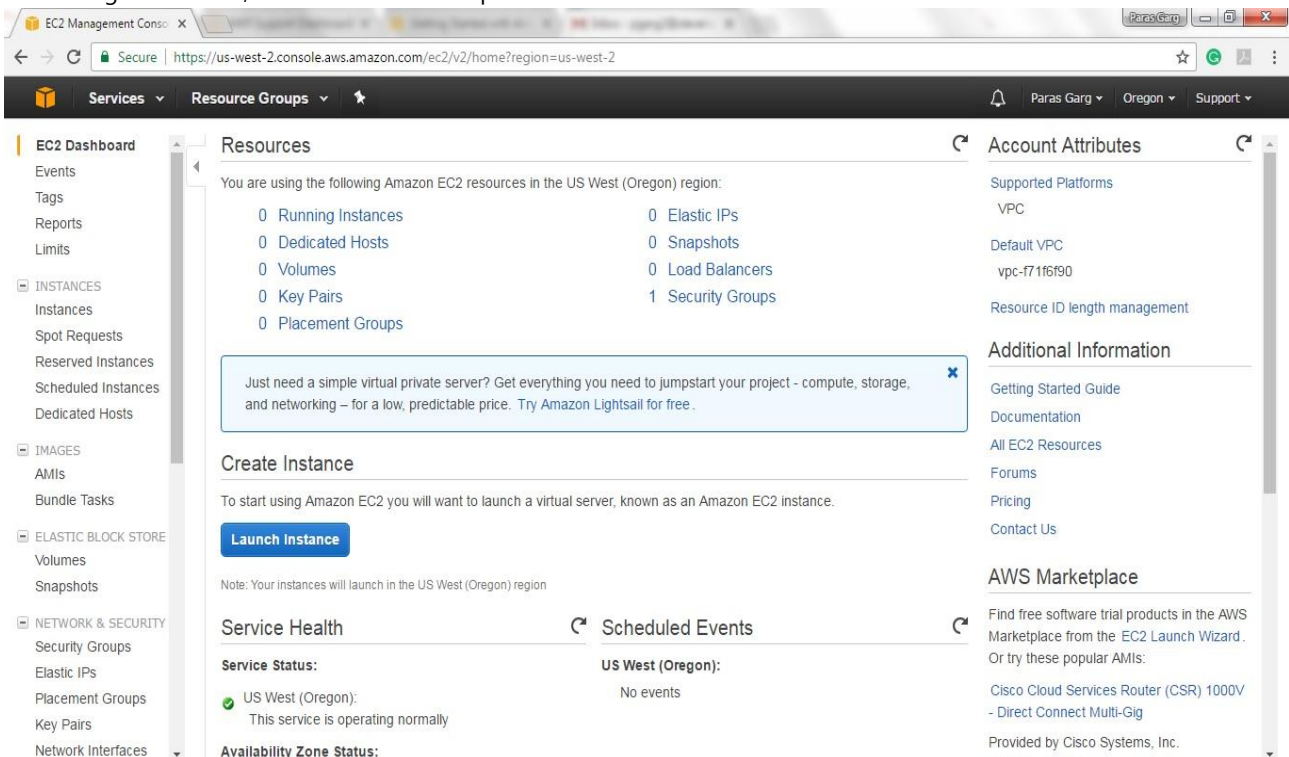 EC2 Management Conso
Paras Garg
Secure | https://us-west-2.console.aws.amazon.com/ec2/v2/home?region=us-west-2
Services Resource Groups
Paras Garg Oregon Support
EC2 Dashboard
Events
Tags
Reports
Limits
INSTANCES
Instances
Spot Requests
Reserved Instances
Scheduled Instances
Dedicated Hosts
IMAGES
AMIs
Bundle Tasks
ELASTIC BLOCK STORE
Volumes
Snapshots
NETWORK & SECURITY
Security Groups
Elastic IPs
Placement Groups
Key Pairs
Network Interfaces
Resources
You are using the following Amazon EC2 resources in the US West (Oregon) region:
0 Running Instances
0 Dedicated Hosts
0 Volumes
0 Key Pairs
0 Placement Groups
0 Elastic IPs
0 Snapshots
0 Load Balancers
1 Security Groups
Just need a simple virtual private server? Get everything you need to jumpstart your project - compute, storage,
and networking – for a low, predictable price. Try Amazon Lightsail for free.
Create Instance
To start using Amazon EC2 you will want to launch a virtual server, known as an Amazon EC2 instance.
Launch Instance
Note: Your instances will launch in the US West (Oregon) region
Service Health
Service Status:
US West (Oregon):
This service is operating normally
Availability Zone Status:
Scheduled Events
US West (Oregon):
No events
Account Attributes
Supported Platforms
VPC
Default VPC
vpc-f71f6f90
Resource ID length management
Additional Information
Getting Started Guide
Documentation
All EC2 Resources
Forums
Pricing
Contact Us
AWS Marketplace
Find free software trial products in the AWS
Marketplace from the EC2 Launch Wizard.
Or try these popular AMIs:
Cisco Cloud Services Router (CSR) 1000V
- Direct Connect Multi-Gig
Provided by Cisco Systems, Inc.